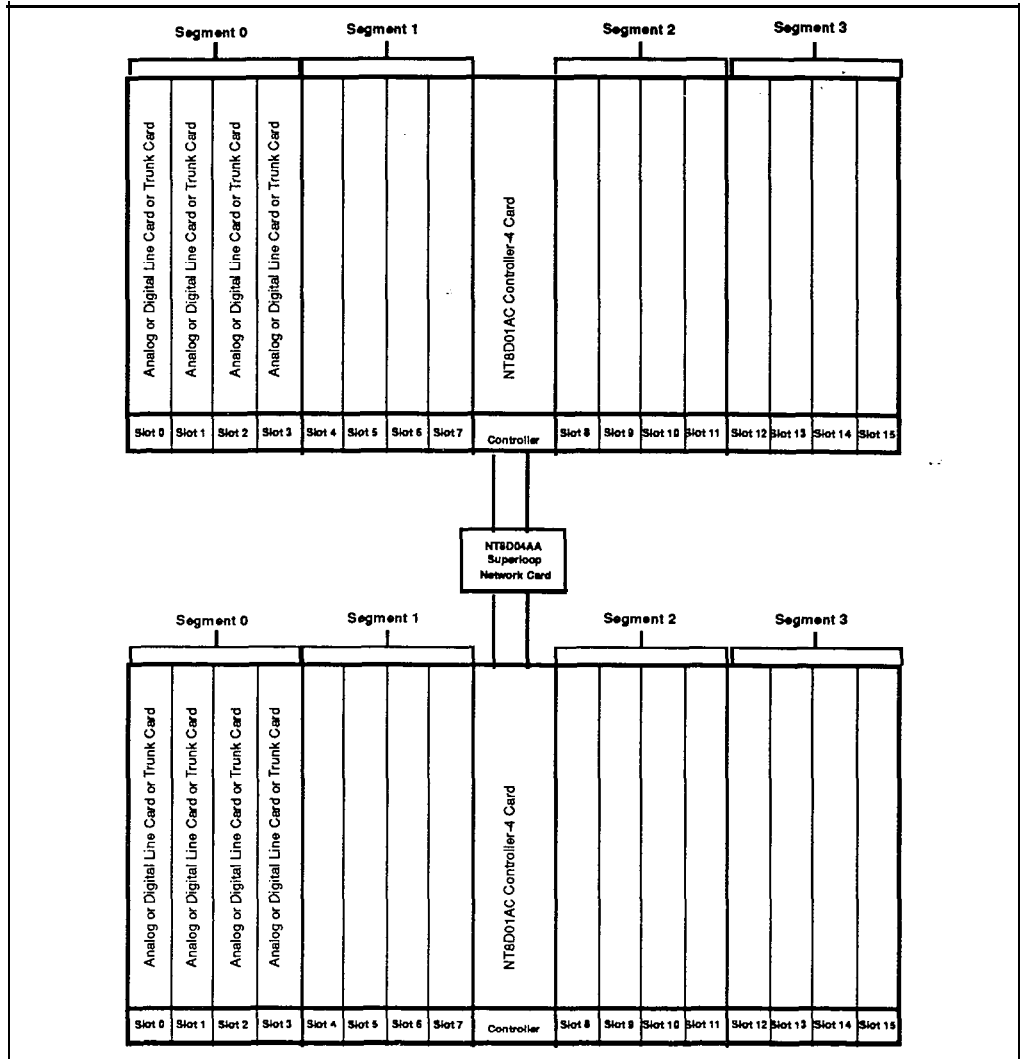 Segment 0 Segment 1 Segment 2 Segment 3
Analog or Digital Line Card or Trunk Card
Analog or Digital Line Card or Trunk Card
Analog or Digital Line Card or Trunk Card
Analog or Digital Line Card or Trunk Card
NT8D01AC Controller-4 Card
Slot 0 Slot 1 Slot 2 Slot 3 Slot 4 Slot 5 Slot 6 Slot 7 Controller Slot 8 Slot 9 Slot 10 Slot 11 Slot 12 Slot 13 Slot 14 Slot 15
NT8D04AA
Superloop
Network Card
Segment 0 Segment 1 Segment 2 Segment 3
Analog or Digital Line Card or Trunk Card
Analog or Digital Line Card or Trunk Card
Analog or Digital Line Card or Trunk Card
Analog or Digital Line Card or Trunk Card
NT8D01AC Controller-4 Card
Slot 0 Slot 1 Slot 2 Slot 3 Slot 4 Slot 5 Slot 6 Slot 7 Controller Slot 8 Slot 9 Slot 10 Slot 11 Slot 12 Slot 13 Slot 14 Slot 15